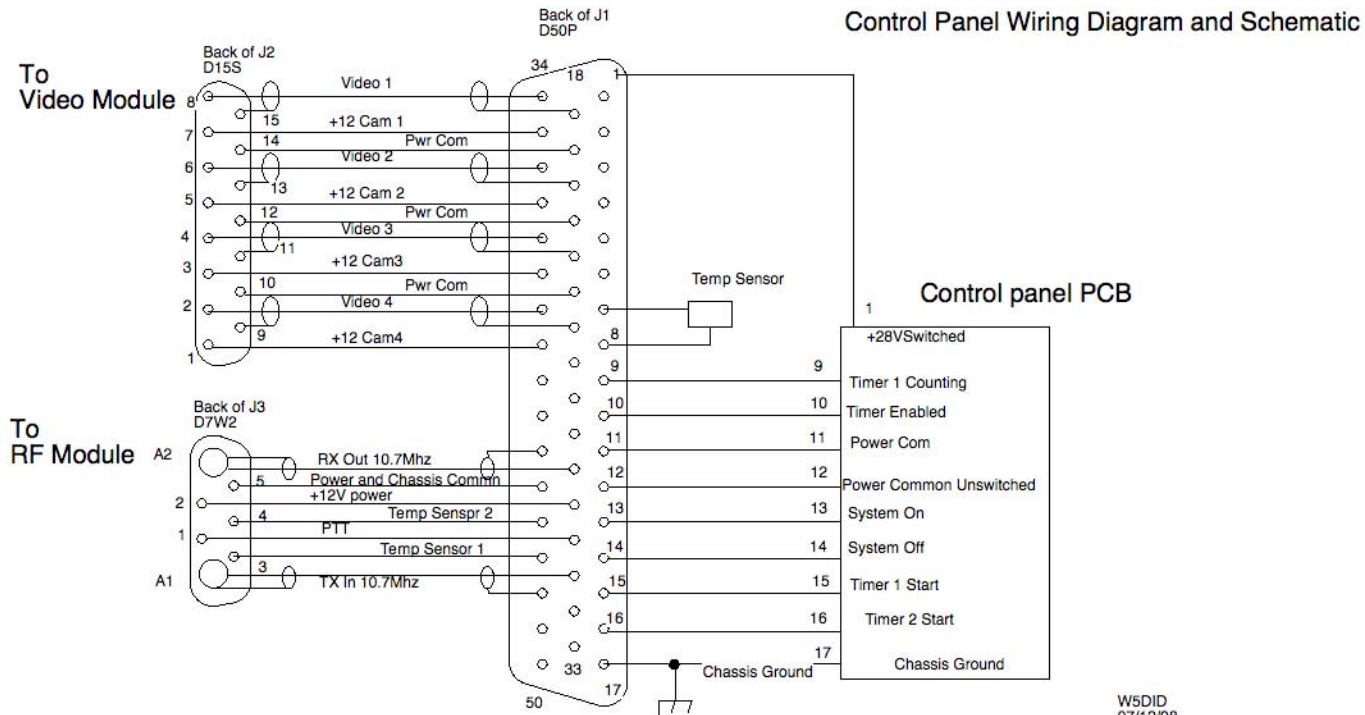 Control Panel Wiring Diagram and Schematic
Back of J1
D50P
Back of J2
D15S
To
Video Module
34
18
1
8
Video 1
15
+12 Cam 1
7
14
Pwr Com
Video 2
6
13
+12 Cam 2
5
12
Pwr Com
Video 3
4
11
+12 Cam3
3
10
Pwr Com
Video 4
2
9
+12 Cam4
1
Temp Sensor
8
Control panel PCB
1
+28VSwitched
9
9
Timer 1 Counting
10
10
Timer Enabled
11
11
Power Com
12
12
Power Common Unswitched
13
13
System On
14
14
System Off
15
15
Timer 1 Start
16
16
Timer 2 Start
17
17
Chassis Ground
Chassis Ground
33
50
Back of J3
D7W2
To
RF Module
A2
RX Out 10.7Mhz
5
Power and Chassis Commn
+12V power
2
4
Temp Senspr 2
PTT
1
Temp Sensor 1
3
A1
TX In 10.7Mhz
W5DID